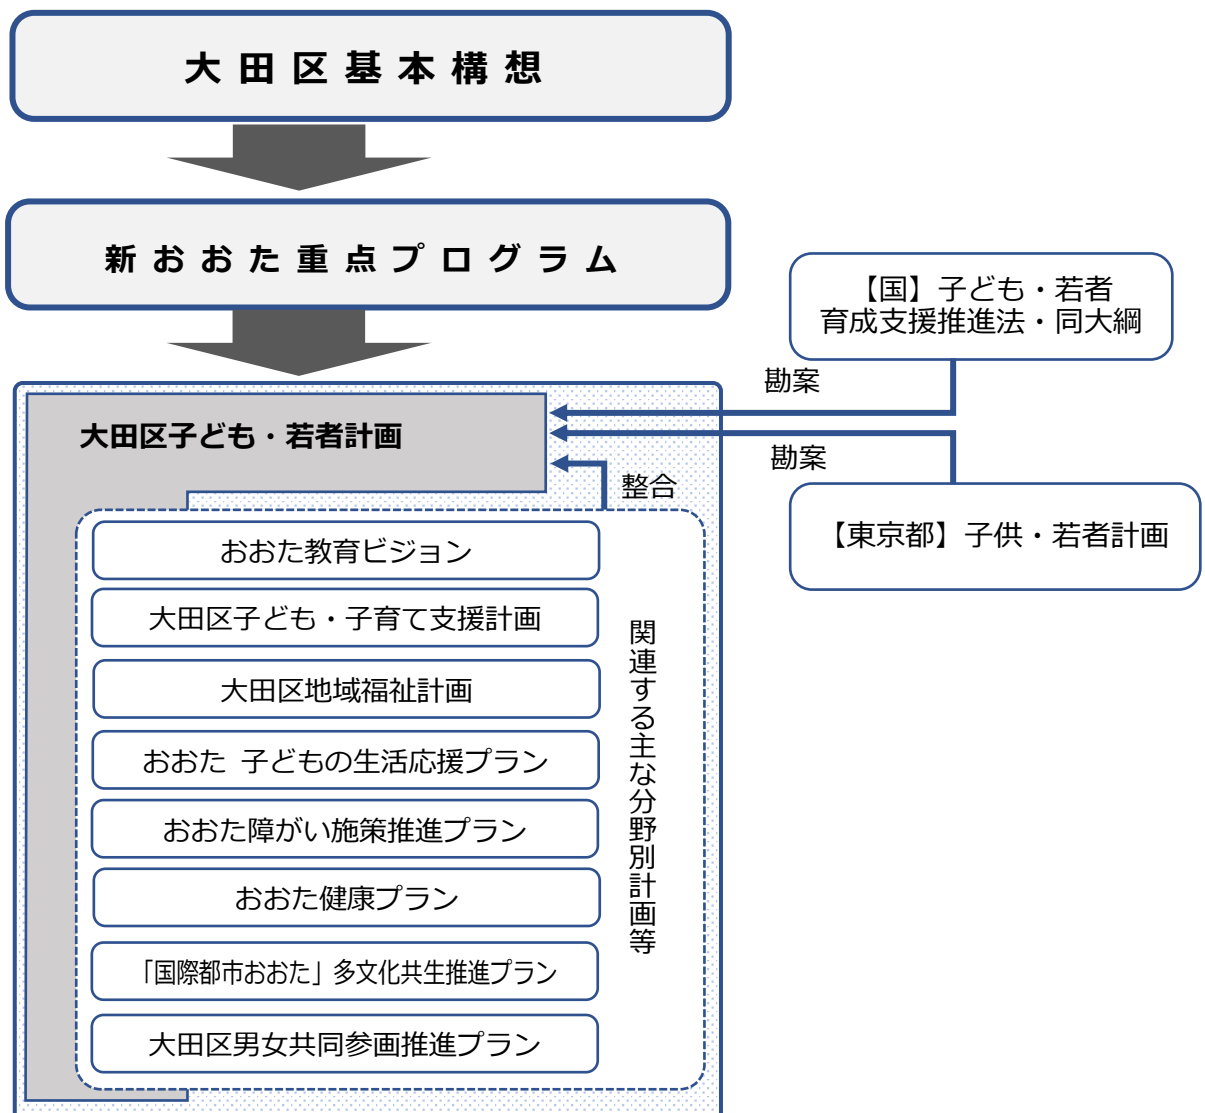 大田区基本構想
新おおた重点プログラム
【国】子ども・若者
育成支援推進法・同大綱
勘案
大田区子ども・若者計画
勘案
整合
【東京都】子供・若者計画
おおた教育ビジョン
大田区子ども・子育て支援計画
大田区地域福祉計画
おおた 子どもの生活応援プラン
おおた障がい施策推進プラン
おおた健康プラン
「国際都市おおた」多文化共生推進プラン
大田区男女共同参画推進プラン
関連する主な分野別計画等